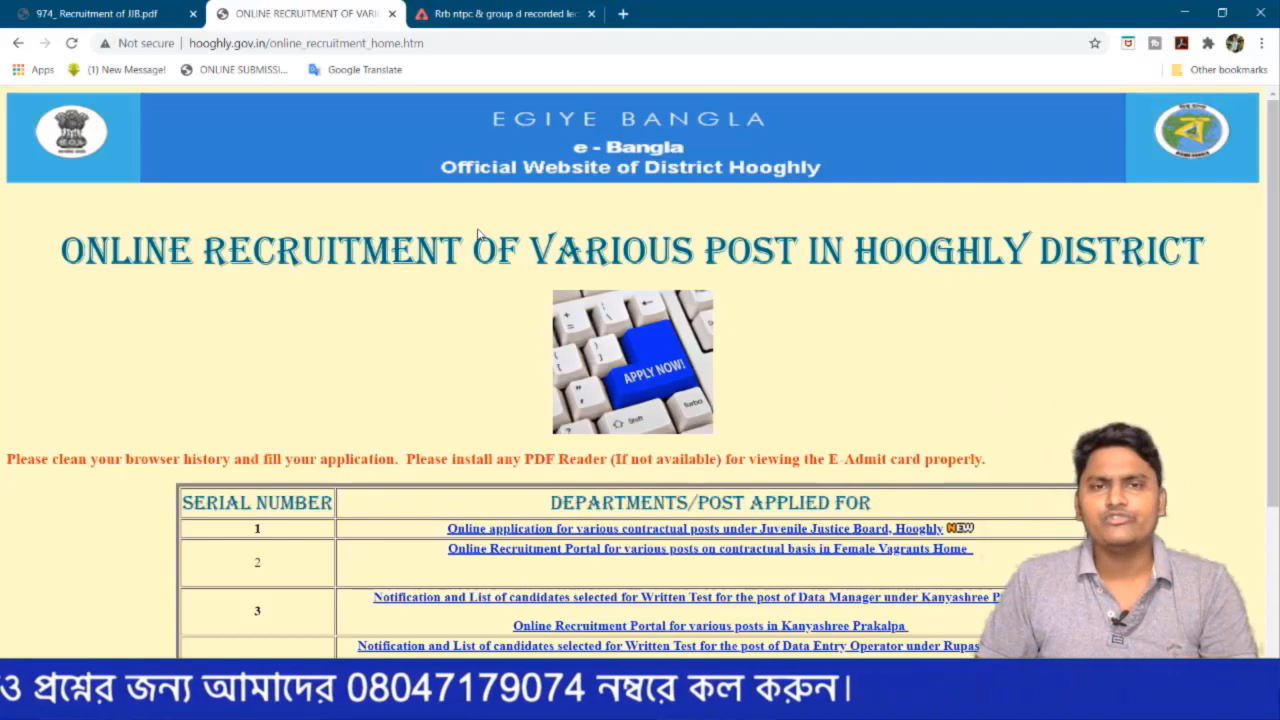 974_ Recruitment of JJB.pdf
ONLINE RECRUITMENT OF VARI
Rrb ntpc & group d recorded lec
Not secure | hooghly.gov.in/online_recruitment_home.htm
Apps
(1) New Message!
ONLINE SUBMISSI...
Google Translate
Other bookmarks
EGIYE BANGLA
e - Bangla
Official Website of District Hooghly
ONLINE RECRUITMENT OF VARIOUS POST IN HOOGHLY DISTRICT
APPLY NOW!
Shift
Turbo
Please clean your browser history and fill your application. Please install any PDF Reader (If not available) for viewing the E-Admit card properly.
SERIAL NUMBER
DEPARTMENTS/POST APPLIED FOR
1
Online application for various contractual posts under Juvenile Justice Board, Hooghly NEW
2
Online Recruitment Portal for various posts on contractual basis in Female Vagrants Home
3
Notification and List of candidates selected for Written Test for the post of Data Manager under Kanyashree P
Online Recruitment Portal for various posts in Kanyashree Prakalpa
Notification and List of candidates selected for Written Test for the post of Data Entry Operator under Rupas
ও প্রশ্নের জন্য আমাদের 08047179074 নম্বরে কল করুন।